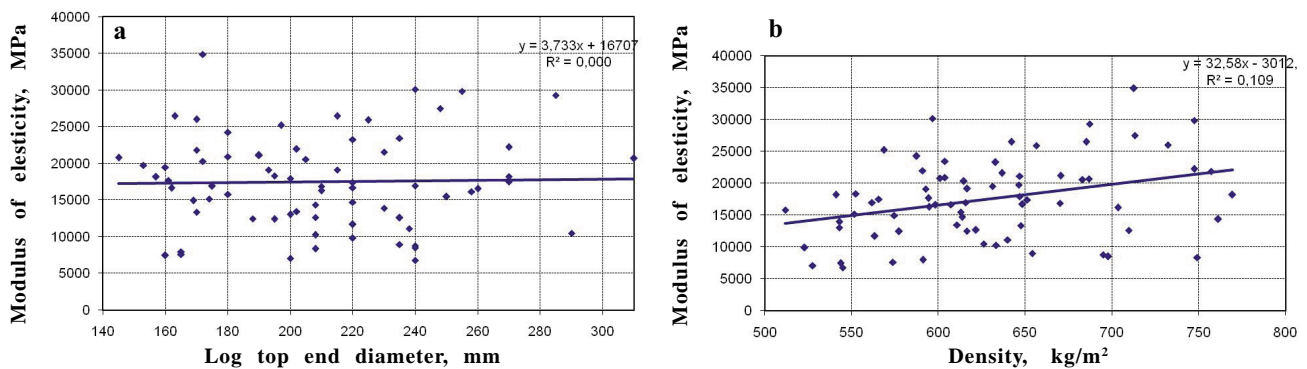 a
y = 3,733x + 16707
R² = 0,000
Modulus of elesticity, MPa
40000
35000
30000
25000
20000
15000
10000
5000
0
140 160 180 200 220 240 260 280 300
Log top end diameter, mm
b
y = 32,58x - 3012,
R² = 0,109
Modulus of elesticity, MPa
40000
35000
30000
25000
20000
15000
10000
5000
0
500 550 600 650 700 750 800
Density, kg/m²